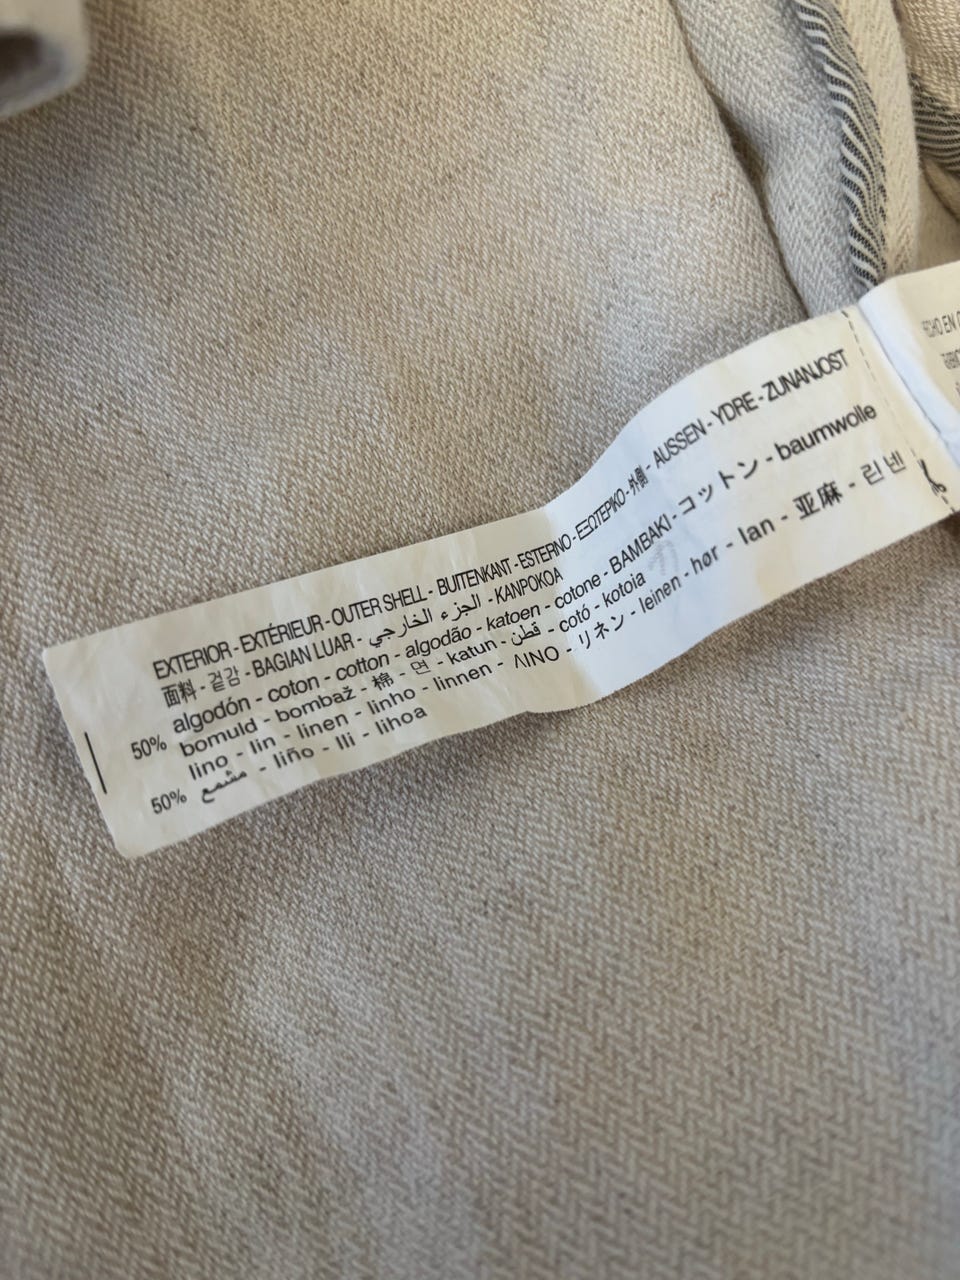 EXTERIOR - EXTÉRIEUR - OUTER SHELL - BUITENKANT - ESTERNO - ΕΞΩΤΕΡΙΚΟ - 外側 - AUSSEN - YDRE - ZUNANJOST
面料 - 겉감 - BAGIAN LUAR - الجزء الخارجي - KANPOKOA
50% algodón - coton - cotton - algodão - katoen - cotone - BAMBAKI - コットン - baumwolle
bomuld - bombaž - 棉 - 면 - katun - قطن - cotó - kotoia
50% lino - lin - linen - linho - linnen - ΛΙΝΟ - リネン - leinen - hør - lan - 亚麻 - 린넨
مشمع - liño - lli - lihoa